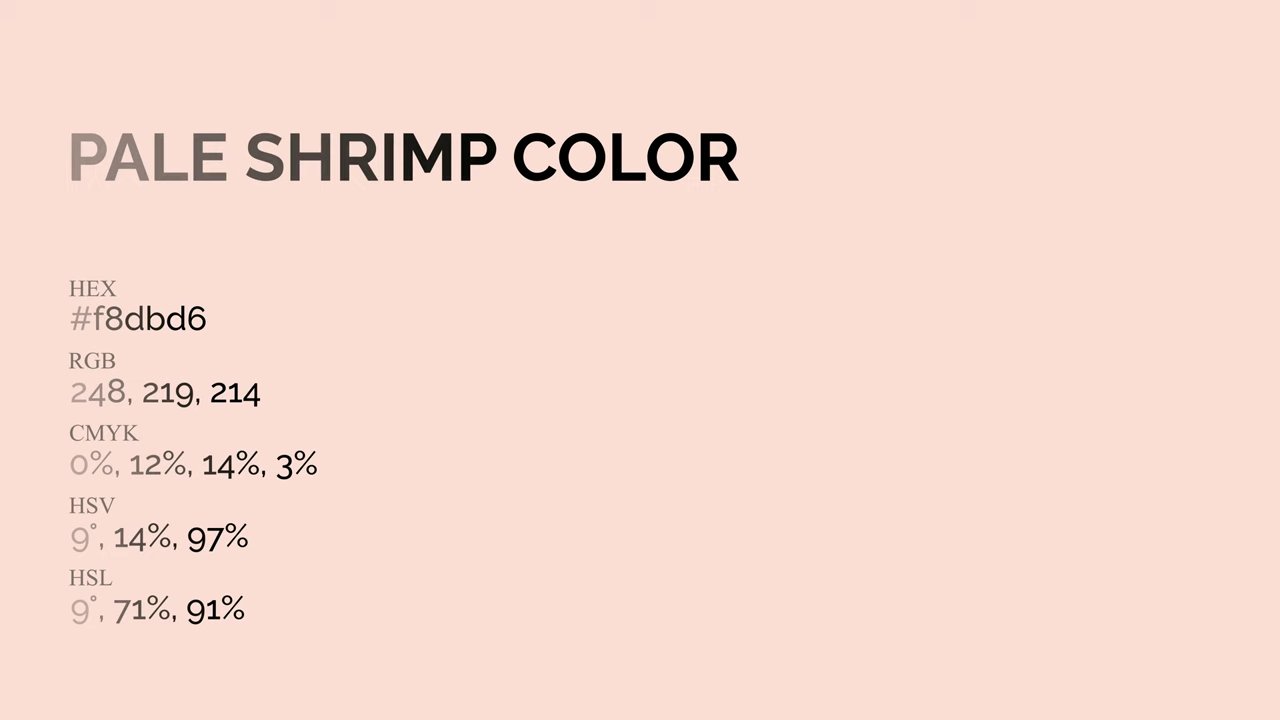 PALE SHRIMP COLOR
HEX
#f8dbd6
RGB
248, 219, 214
CMYK
0%, 12%, 14%, 3%
HSV
9°, 14%, 97%
HSL
9°, 71%, 91%